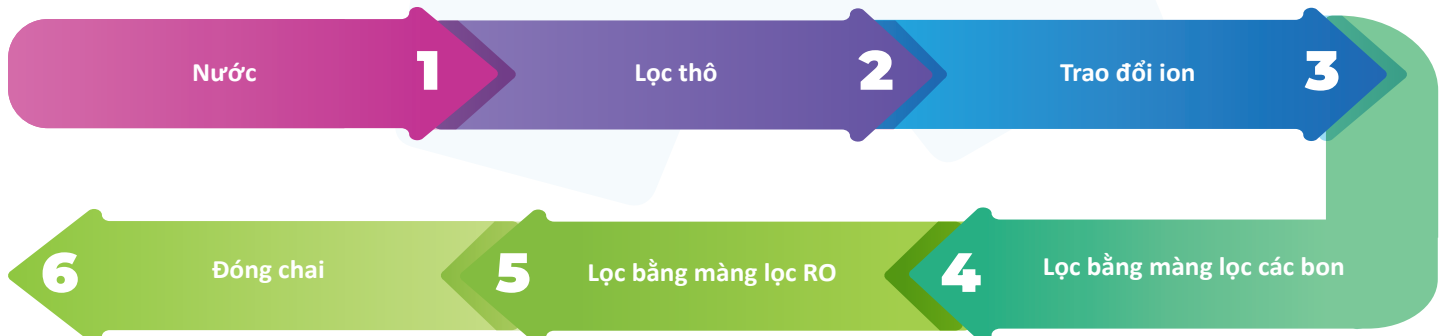 Nước
1
Lọc thô
2
Trao đổi ion
3
Lọc bằng màng lọc các bon
4
Lọc bằng màng lọc RO
5
Đóng chai
6